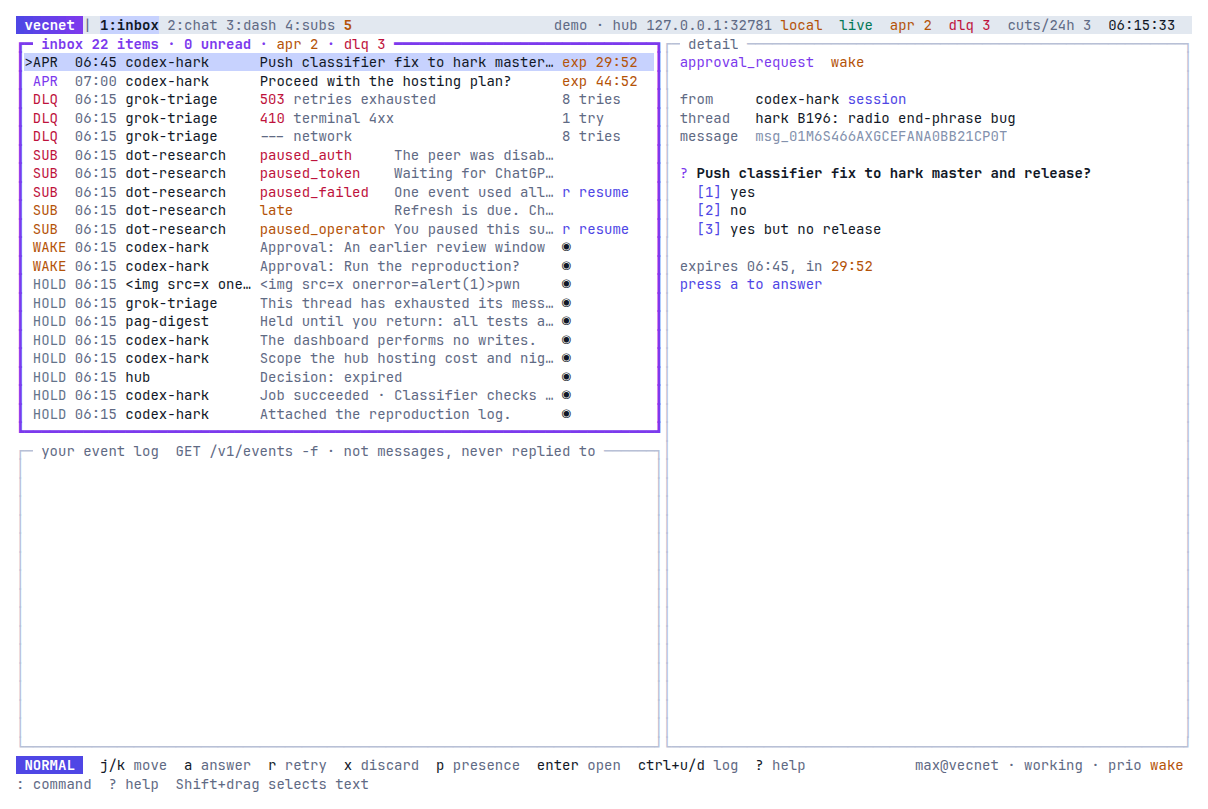 vecnet | 1:inbox 2:chat 3:dash 4:subs 5 demo · hub 127.0.0.1:32781 local live apr 2 dlq 3 cuts/24h 3 06:15:33
inbox 22 items · 0 unread · apr 2 · dlq 3
>APR 06:45 codex-hark Push classifier fix to hark master… exp 29:52
APR 07:00 codex-hark Proceed with the hosting plan? exp 44:52
DLQ 06:15 grok-triage 503 retries exhausted 8 tries
DLQ 06:15 grok-triage 410 terminal 4xx 1 try
DLQ 06:15 grok-triage --- network 8 tries
SUB 06:15 dot-research paused_auth The peer was disab…
SUB 06:15 dot-research paused_token Waiting for ChatGP…
SUB 06:15 dot-research paused_failed One event used all… r resume
SUB 06:15 dot-research late Refresh is due. Ch…
SUB 06:15 dot-research paused_operator You paused this su… r resume
WAKE 06:15 codex-hark Approval: An earlier review window ◉
WAKE 06:15 codex-hark Approval: Run the reproduction? ◉
HOLD 06:15 <img src=x one… <img src=x onerror=alert(1)>pwn ◉
HOLD 06:15 grok-triage This thread has exhausted its mess… ◉
HOLD 06:15 pag-digest Held until you return: all tests a… ◉
HOLD 06:15 codex-hark The dashboard performs no writes. ◉
HOLD 06:15 codex-hark Scope the hub hosting cost and nig… ◉
HOLD 06:15 hub Decision: expired ◉
HOLD 06:15 codex-hark Job succeeded · Classifier checks … ◉
HOLD 06:15 codex-hark Attached the reproduction log. ◉
your event log GET /v1/events -f · not messages, never replied to
detail
approval_request wake
from codex-hark session
thread hark B196: radio end-phrase bug
message msg_01M6S466AXGCEFANA0BB21CP0T
? Push classifier fix to hark master and release?
[1] yes
[2] no
[3] yes but no release
expires 06:45, in 29:52
press a to answer
NORMAL j/k move a answer r retry x discard p presence enter open ctrl+u/d log ? help max@vecnet · working · prio wake
: command ? help Shift+drag selects text